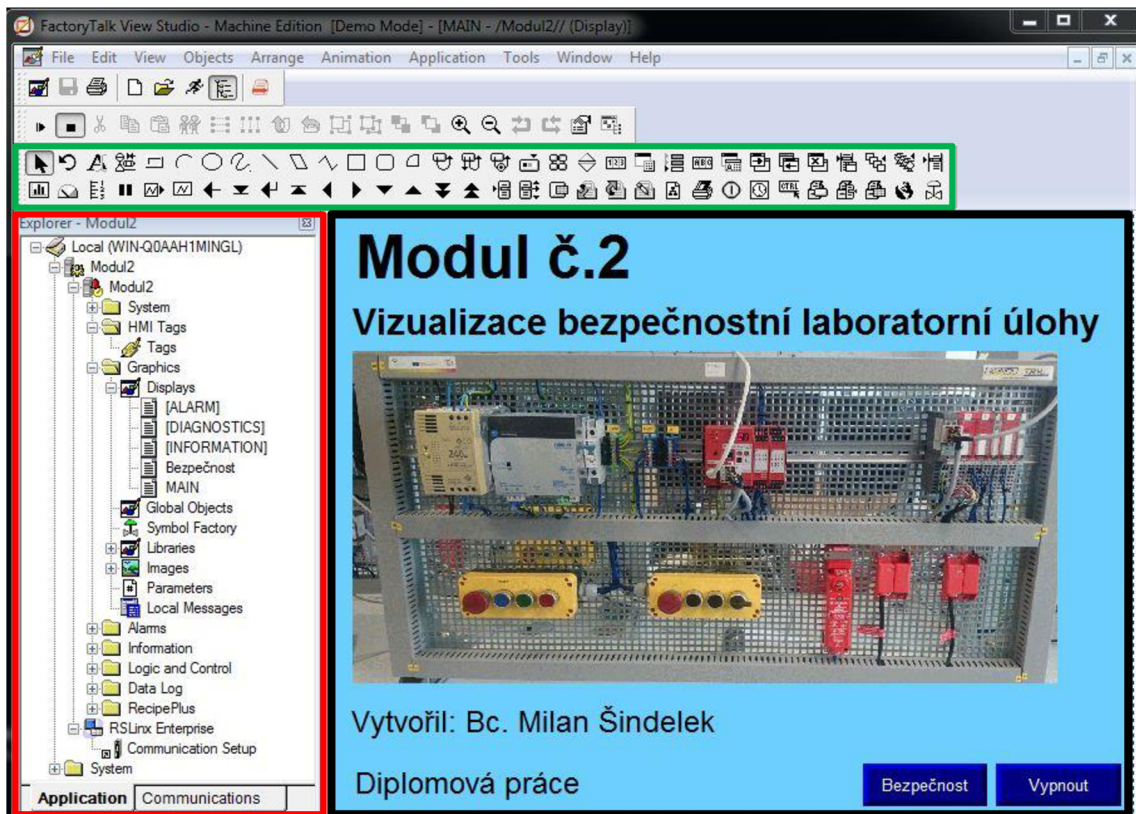 FactoryTalk View Studio - Machine Edition [Demo Mode] - [MAIN - /Modul2// (Display)]
File Edit View Objects Arrange Animation Application Tools Window Help
Explorer - Modul2
Local (WIN-Q0AAH1MINGL)
Modul2
Modul2
System
HMI Tags
Tags
Graphics
Displays
[ALARM]
[DIAGNOSTICS]
[INFORMATION]
Bezpečnost
MAIN
Global Objects
Symbol Factory
Libraries
Images
Parameters
Local Messages
Alarms
Information
Logic and Control
Data Log
RecipePlus
RSLinx Enterprise
Communication Setup
System
Application Communications
Modul č.2
Vizualizace bezpečnostní laboratorní úlohy
Vytvořil: Bc. Milan Šindelek
Diplomová práce
Bezpečnost Vypnout